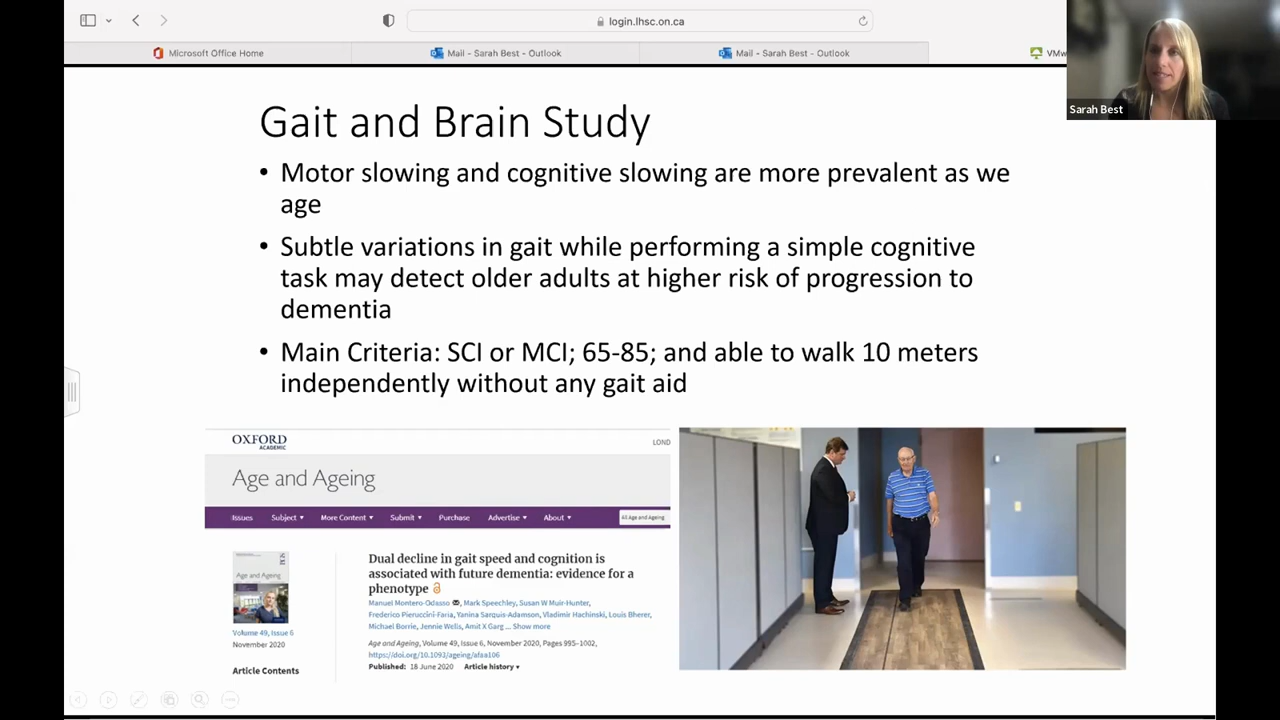 login.lhsc.on.ca
Microsoft Office Home
Mail - Sarah Best - Outlook
Mail - Sarah Best - Outlook
VMw
Sarah Best
Gait and Brain Study
• Motor slowing and cognitive slowing are more prevalent as we
age
• Subtle variations in gait while performing a simple cognitive
task may detect older adults at higher risk of progression to
dementia
• Main Criteria: SCI or MCI; 65-85; and able to walk 10 meters
independently without any gait aid
OXFORD
ACADEMIC
LOND
Age and Ageing
Issues Subject More Content Submit Purchase Advertise About All Age and Ageing
Age and Ageing
Volume 49, Issue 6
November 2020
Article Contents
Dual decline in gait speed and cognition is
associated with future dementia: evidence for a
phenotype
Manuel Montero-Odasso, Mark Speechley, Susan W Muir-Hunter,
Frederico Pieruccini-Faria, Yanina Sarquis-Adamson, Vladimir Hachinski, Louis Bherer,
Michael Borrie, Jennie Wells, Amit X Garg ... Show more
Age and Ageing, Volume 49, Issue 6, November 2020, Pages 995–1002,
https://doi.org/10.1093/ageing/afaa106
Published: 18 June 2020 Article history